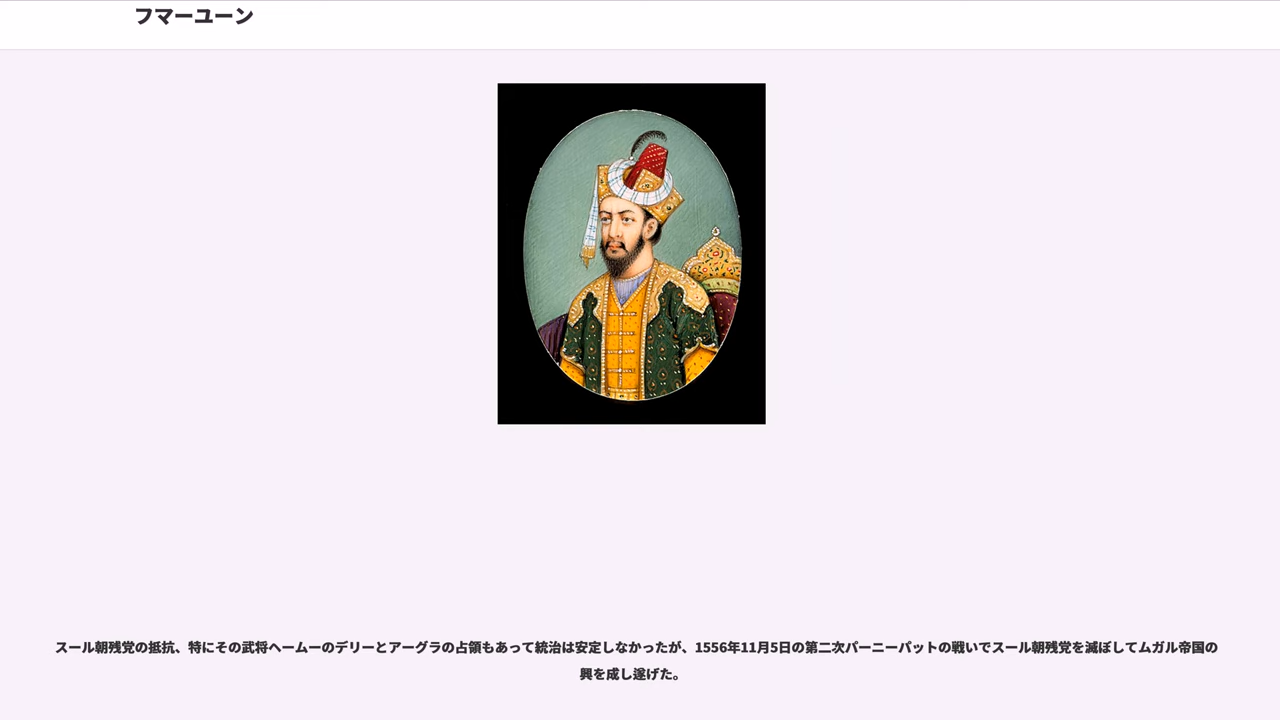 フマーユーン
スール朝残党の抵抗、特にその武将ヘームーのデリーとアーグラの占領もあって統治は安定しなかったが、1556年11月5日の第二次パーニーパットの戦いでスール朝残党を滅ぼしてムガル帝国の
興を成し遂げた。